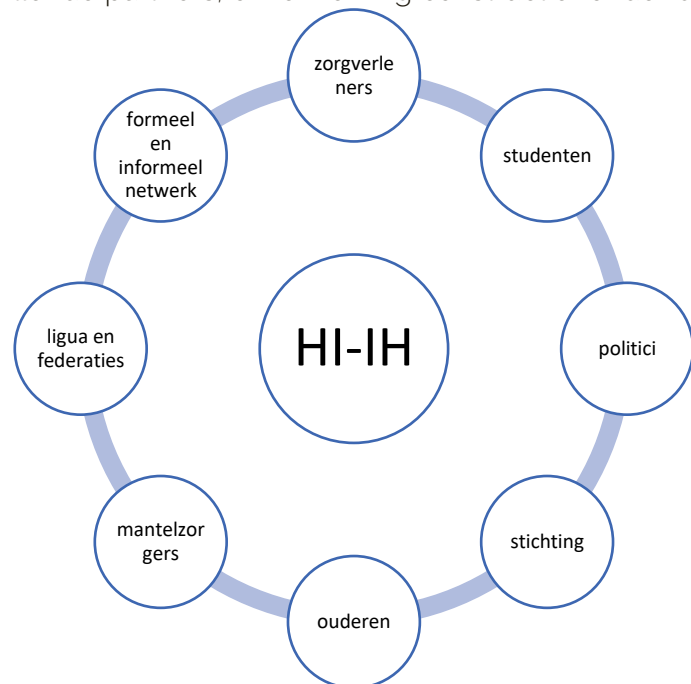 zorgverle
ners
studenten
politici
stichting
ouderen
mantelzor
gers
ligua en
federaties
formeel
en
informeel
netwerk
HI-IH